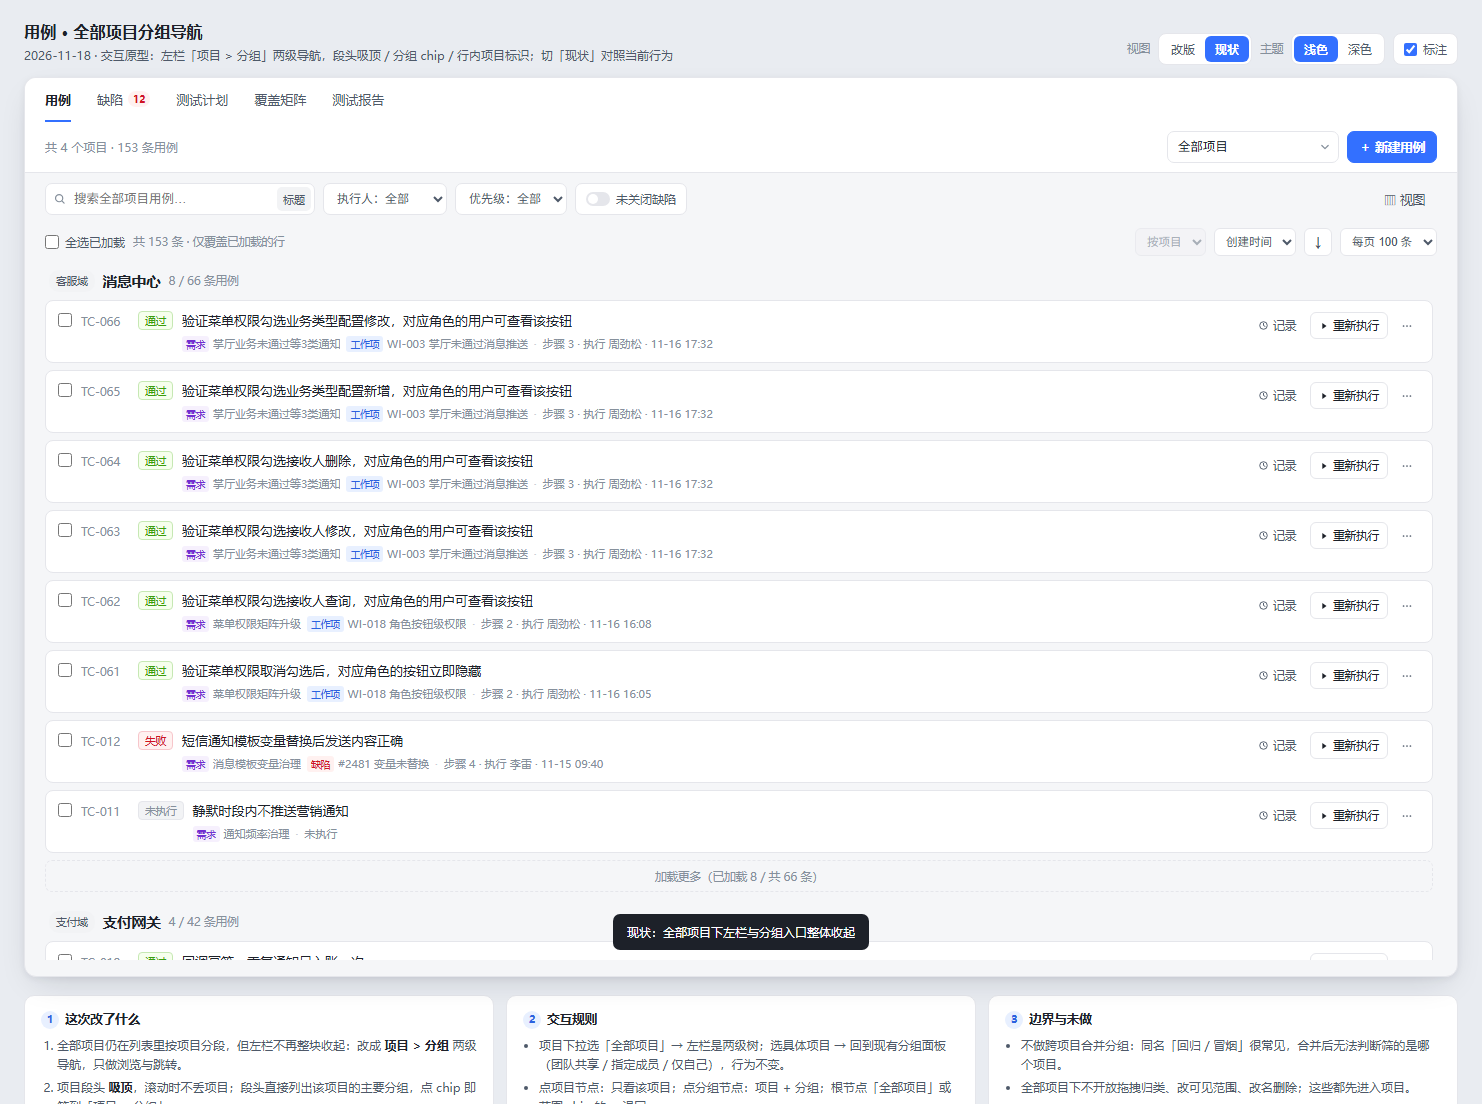 用例 • 全部项目分组导航
2026-11-18 · 交互原型：左栏「项目 > 分组」两级导航，段头吸顶 / 分组 chip / 行内项目标识；切「现状」对照当前行为
视图 改版 现状 主题 浅色 深色 标注
用例 缺陷 12 测试计划 覆盖矩阵 测试报告
共 4 个项目 · 153 条用例
全部项目 + 新建用例
搜索全部项目用例… 标题 执行人：全部 优先级：全部 未关闭缺陷 视图
全选已加载 共 153 条 · 仅覆盖已加载的行 按项目 创建时间 ↓ 每页 100 条
客服域 消息中心 8 / 66 条用例
TC-066 通过 验证菜单权限勾选业务类型配置修改，对应角色的用户可查看该按钮 记录 重新执行 ···
需求 掌厅业务未通过等3类通知 工作项 WI-003 掌厅未通过消息推送 · 步骤 3 · 执行 周劲松 · 11-16 17:32
TC-065 通过 验证菜单权限勾选业务类型配置新增，对应角色的用户可查看该按钮 记录 重新执行 ···
需求 掌厅业务未通过等3类通知 工作项 WI-003 掌厅未通过消息推送 · 步骤 3 · 执行 周劲松 · 11-16 17:32
TC-064 通过 验证菜单权限勾选接收人删除，对应角色的用户可查看该按钮 记录 重新执行 ···
需求 掌厅业务未通过等3类通知 工作项 WI-003 掌厅未通过消息推送 · 步骤 3 · 执行 周劲松 · 11-16 17:32
TC-063 通过 验证菜单权限勾选接收人修改，对应角色的用户可查看该按钮 记录 重新执行 ···
需求 掌厅业务未通过等3类通知 工作项 WI-003 掌厅未通过消息推送 · 步骤 3 · 执行 周劲松 · 11-16 17:32
TC-062 通过 验证菜单权限勾选接收人查询，对应角色的用户可查看该按钮 记录 重新执行 ···
需求 菜单权限矩阵升级 工作项 WI-018 角色按钮级权限 · 步骤 2 · 执行 周劲松 · 11-16 16:08
TC-061 通过 验证菜单权限取消勾选后，对应角色的按钮立即隐藏 记录 重新执行 ···
需求 菜单权限矩阵升级 工作项 WI-018 角色按钮级权限 · 步骤 2 · 执行 周劲松 · 11-16 16:05
TC-012 失败 短信通知模板变量替换后发送内容正确 记录 重新执行 ···
需求 消息模板变量治理 缺陷 #2481 变量未替换 · 步骤 4 · 执行 李雷 · 11-15 09:40
TC-011 未执行 静默时段内不推送营销通知 记录 重新执行 ···
需求 通知频率治理 · 未执行
加载更多（已加载 8 / 共 66 条）
支付域 支付网关 4 / 42 条用例
现状：全部项目下左栏与分组入口整体收起
1 这次改了什么
1. 全部项目仍在列表里按项目分段，但左栏不再整块收起：改成 项目 > 分组 两级
导航，只做浏览与跳转。
2. 项目段头 吸顶，滚动时不丢项目；段头直接列出该项目的主要分组，点 chip 即
2 交互规则
• 项目下拉选「全部项目」→ 左栏是两级树；选具体项目 → 回到现有分组面板
（团队共享 / 指定成员 / 仅自己），行为不变。
• 点项目节点：只看该项目；点分组节点：项目 + 分组；根节点「全部项目」或
3 边界与未做
• 不做跨项目合并分组：同名「回归 / 冒烟」很常见，合并后无法判断筛的是哪
个项目。
• 全部项目下不开放拖拽归类、改可见范围、改名删除；这些都先进入项目。